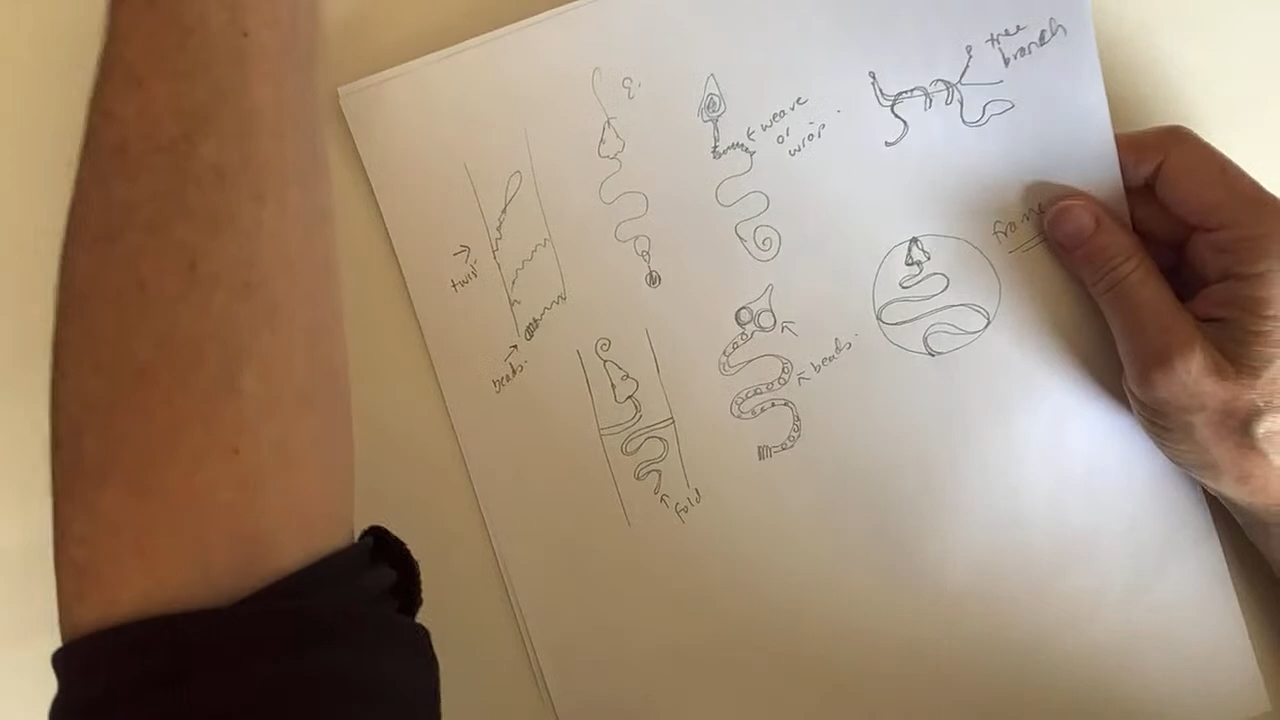 tree
branch
weave
or
wrap.
frame
twist
beads.
beads.
fold